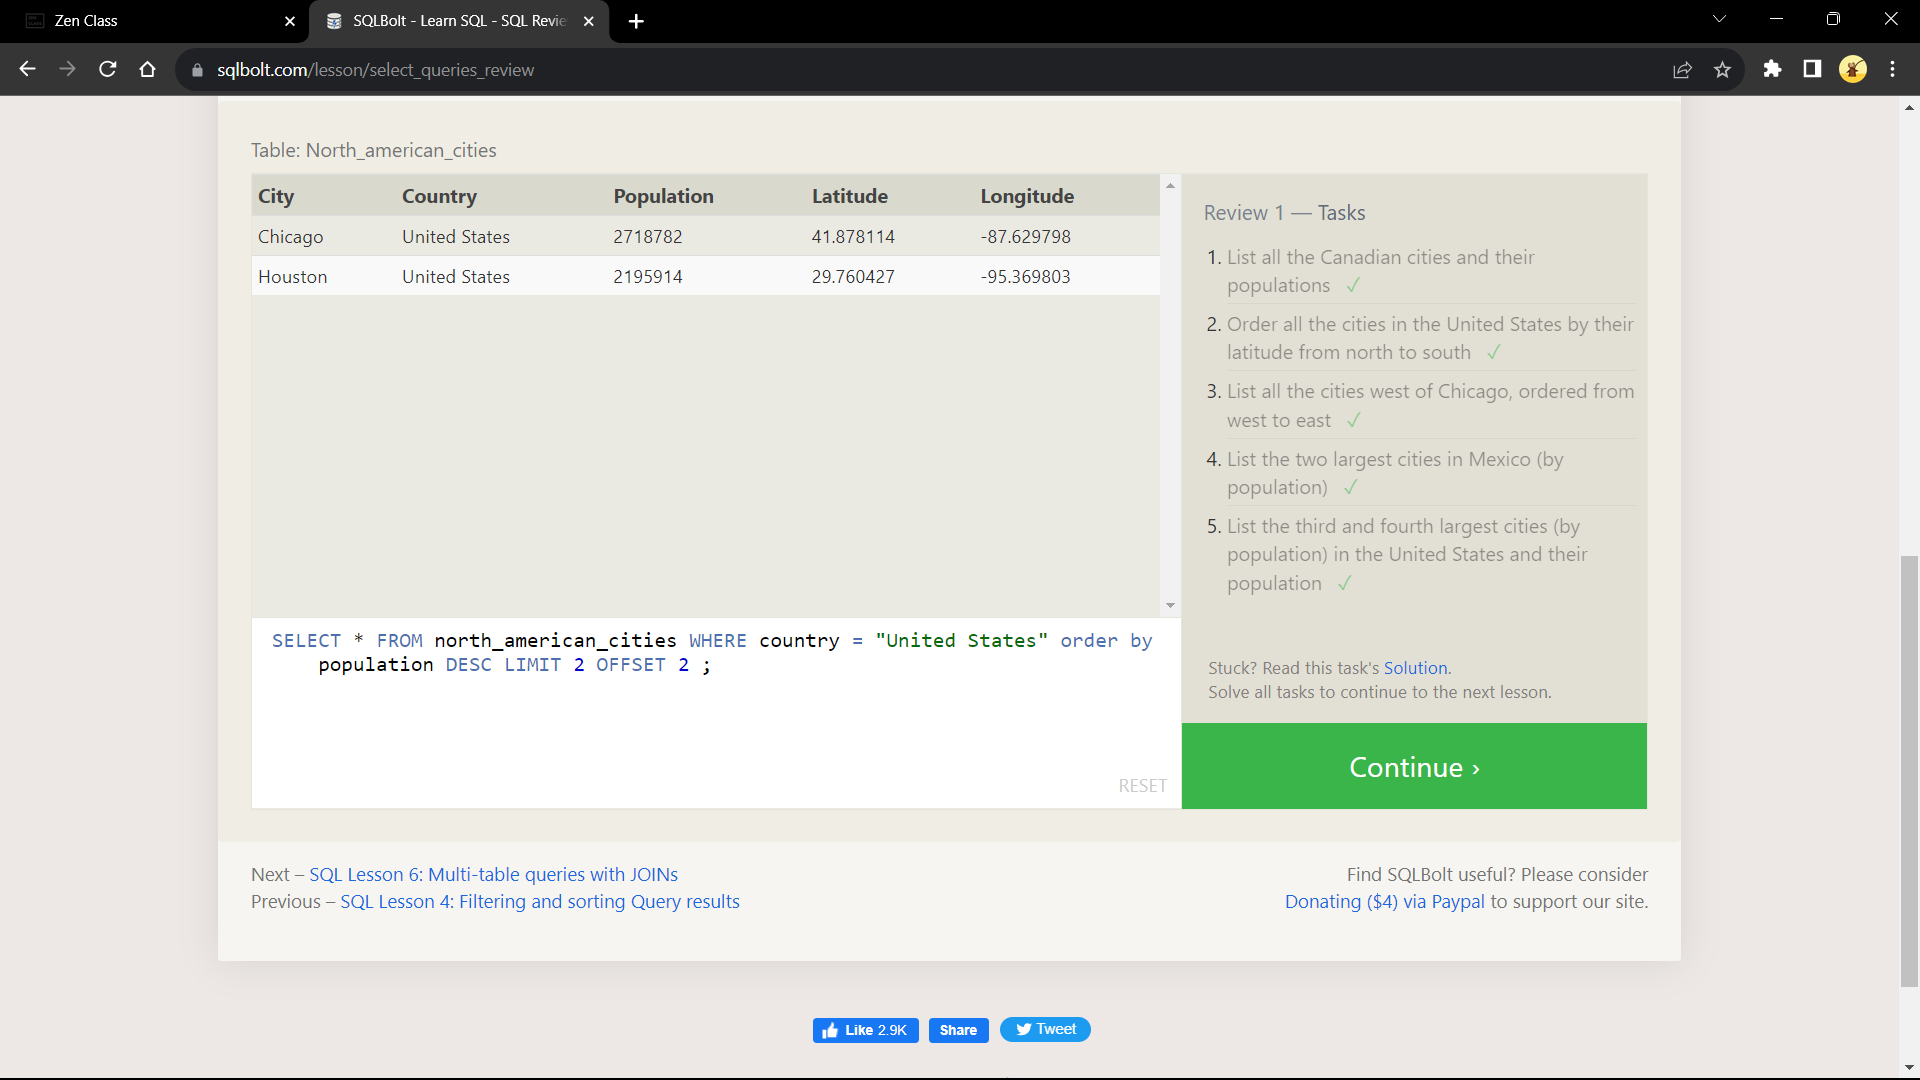 Zen Class
SQLBolt - Learn SQL - SQL Revie
sqlbolt.com/lesson/select_queries_review
Table: North_american_cities
City Country Population Latitude Longitude
Chicago United States 2718782 41.878114 -87.629798
Houston United States 2195914 29.760427 -95.369803
SELECT * FROM north_american_cities WHERE country = "United States" order by
population DESC LIMIT 2 OFFSET 2 ;
RESET
Review 1 — Tasks
1. List all the Canadian cities and their
populations ✓
2. Order all the cities in the United States by their
latitude from north to south ✓
3. List all the cities west of Chicago, ordered from
west to east ✓
4. List the two largest cities in Mexico (by
population) ✓
5. List the third and fourth largest cities (by
population) in the United States and their
population ✓
Stuck? Read this task's Solution.
Solve all tasks to continue to the next lesson.
Continue ›
Next – SQL Lesson 6: Multi-table queries with JOINs
Previous – SQL Lesson 4: Filtering and sorting Query results
Find SQLBolt useful? Please consider
Donating ($4) via Paypal to support our site.
Like 2.9K Share Tweet